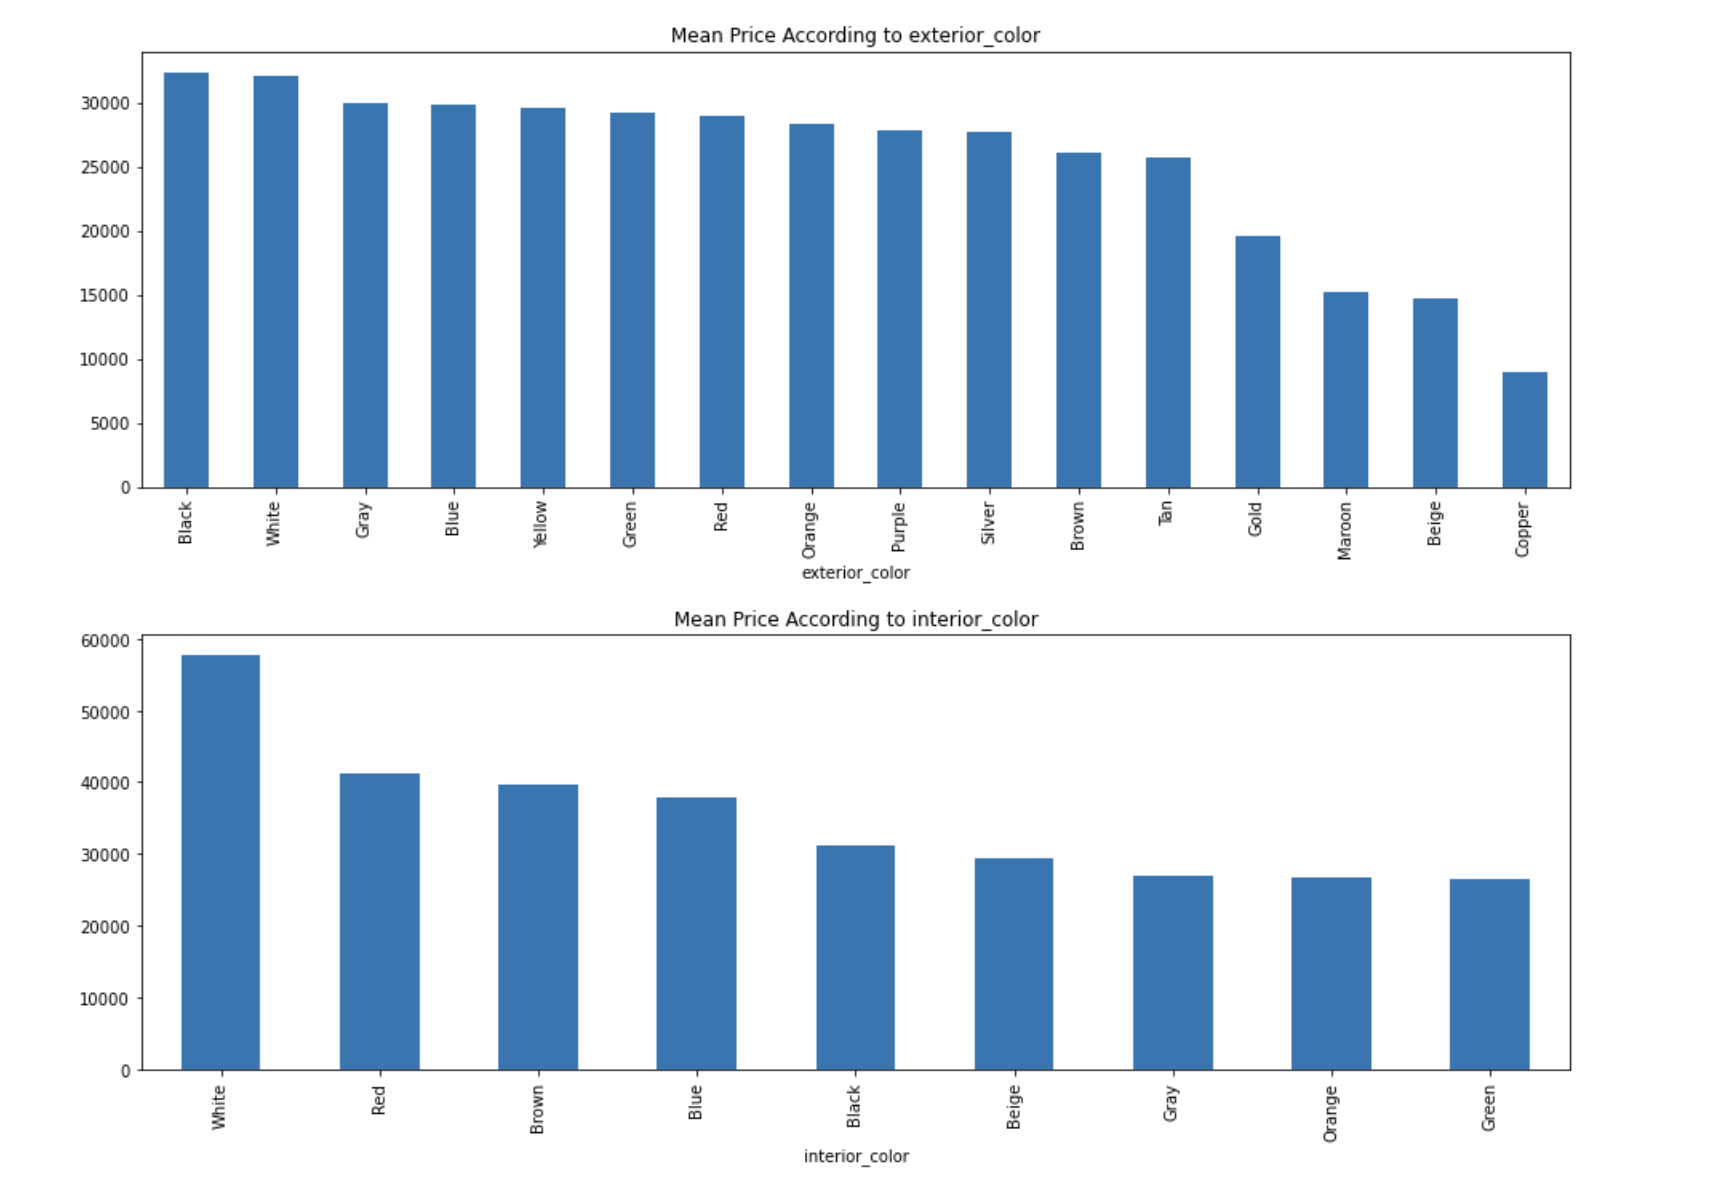 Mean Price According to exterior_color
30000
25000
20000
15000
10000
5000
0
Black
White
Gray
Blue
Yellow
Green
Red
Orange
Purple
Silver
Brown
Tan
Gold
Maroon
Beige
Copper
exterior_color
Mean Price According to interior_color
60000
50000
40000
30000
20000
10000
0
White
Red
Brown
Blue
Black
Beige
Gray
Orange
Green
interior_color